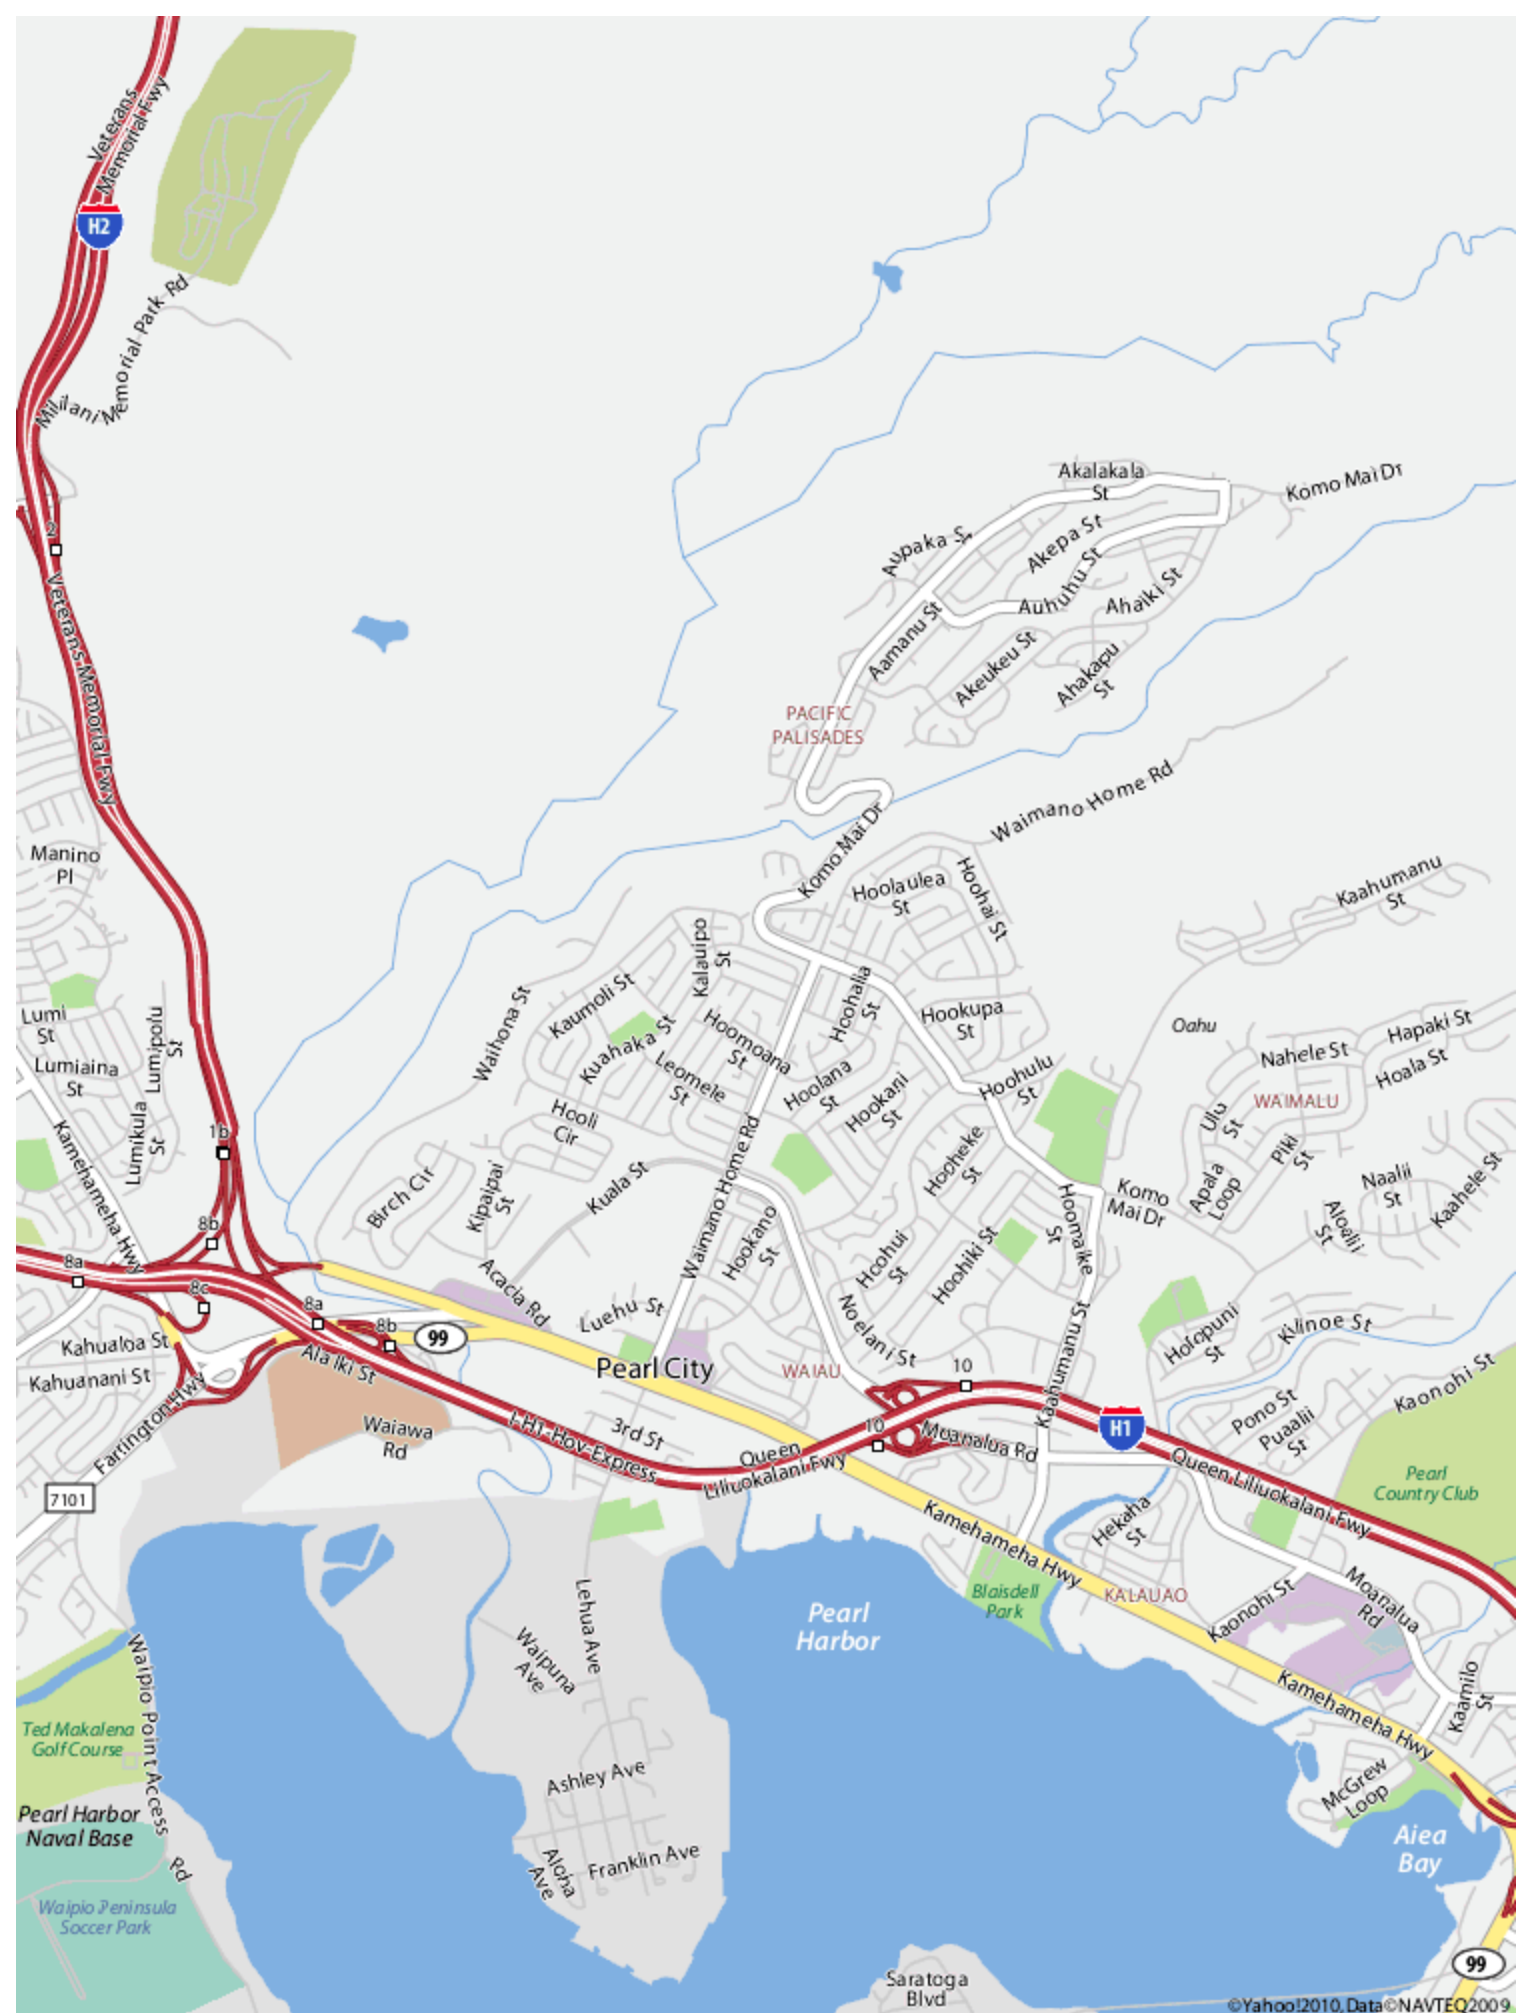 Veterans
Memorial Fwy
H2
Mililani Memorial Park Rd
2
Veterans Memorial Fwy
Akalakala
St
Komo Mai Dr
Aupaka St
Akepa St
Auhuhu St
Ahaiki St
Aamanu St
Akeukeu St
Ahakapu
St
PACIFIC
PALISADES
Waimano Home Rd
Komo Mai Dr
Manino
Pl
Hoolaulea
St
Hoohai St
Kaahumanu
St
Kalauipo
St
Kaumoli St
Waihona St
Hoohalia
St
Hookupa
St
Lumi
St
Lumipolu
St
Lumiaina
St
Kuahaka St
Hoomoana
St
Leomele
St
Hoolana
St
Hookani
St
Hoohulu
St
Oahu
Hapaki St
Nahele St
Hoala St
WAIMALU
Ulu
St
Piki
St
Lumikula
St
Kamehameha Hwy
1b
Hooli
Cir
Waimano Home Rd
Hooheke
St
Birch Cir
Kipaipai
St
Kuala St
Hookano
St
Hoohui
St
Hoohiki St
Hoomaike
St
Komo
Mai Dr
Apala
Loop
Naalii
St
Aloalii
St
Kaahele St
8b
8a
8c
8a
8b
99
Acacia Rd
Luehu St
Noelani St
Kaahumanu St
Holopuni
St
Kilinoe St
Kahualoa St
Kahuanani St
Ala Iki St
Pearl City
WAIAU
10
Kaonohi St
Farrington Hwy
Waiawa
Rd
LH1-Hov-Express
3rd St
Queen
Liliuokalani Fwy
10
Moanalua Rd
H1
Pono St
Puaalii
St
Queen Liliuokalani Fwy
Pearl
Country Club
7101
Kamehameha Hwy
Hekaha
St
Blaisdell
Park
KALAUAO
Kaonohi St
Moanalua
Rd
Pearl
Harbor
Lehua Ave
Waipuna
Ave
Waipio Point Access
Rd
Kamehameha Hwy
Kaamilo
St
Ted Makalena
Golf Course
Ashley Ave
McGrew
Loop
Pearl Harbor
Naval Base
Aloha
Ave
Franklin Ave
Aiea
Bay
Waipio Peninsula
Soccer Park
Saratoga
Blvd
99
©Yahoo!2010, Data©NAVTEQ2009